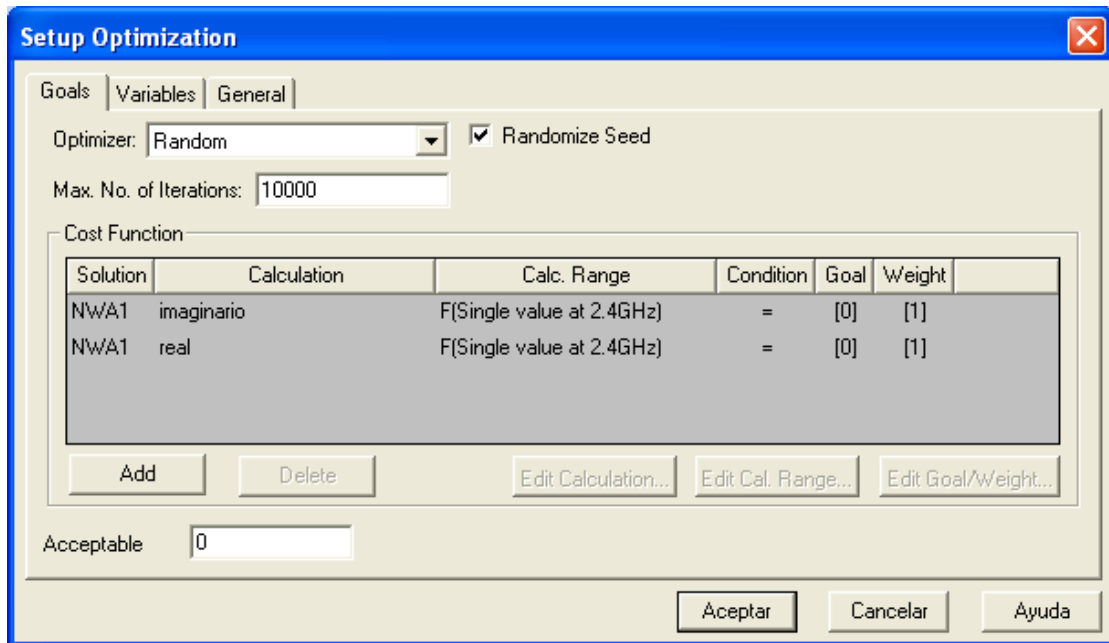 Setup Optimization
Goals Variables General
Optimizer: Random Randomize Seed
Max. No. of Iterations: 10000
Cost Function
Solution Calculation Calc. Range Condition Goal Weight
NWA1 imaginario F(Single value at 2.4GHz) = [0] [1]
NWA1 real F(Single value at 2.4GHz) = [0] [1]
Add Delete Edit Calculation... Edit Cal. Range... Edit Goal/Weight...
Acceptable 0
Aceptar Cancelar Ayuda